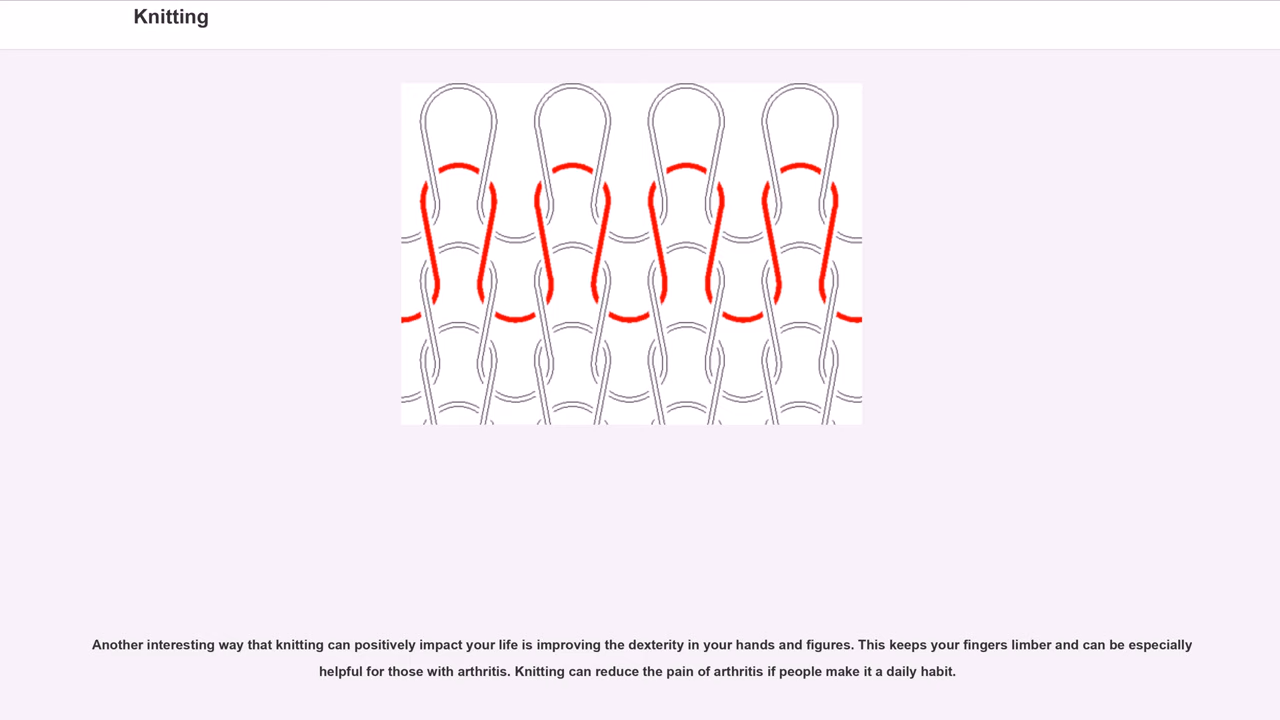 Knitting
Another interesting way that knitting can positively impact your life is improving the dexterity in your hands and figures. This keeps your fingers limber and can be especially
helpful for those with arthritis. Knitting can reduce the pain of arthritis if people make it a daily habit.